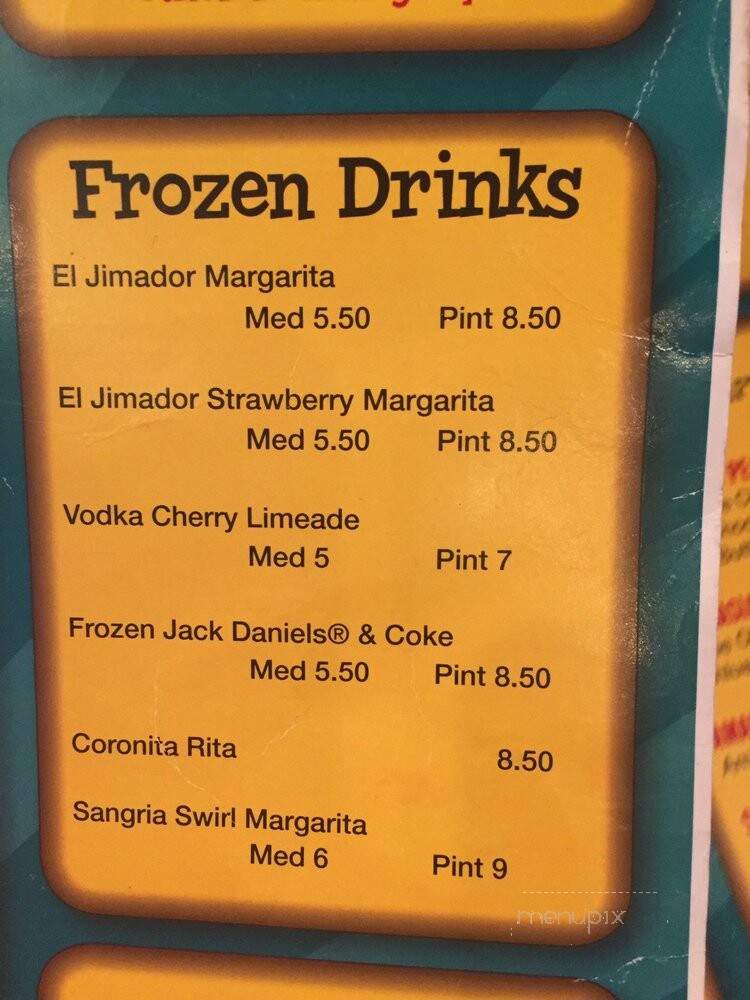 Frozen Drinks
El Jimador Margarita
Med 5.50 Pint 8.50
El Jimador Strawberry Margarita
Med 5.50 Pint 8.50
Vodka Cherry Limeade
Med 5 Pint 7
Frozen Jack Daniels® & Coke
Med 5.50 Pint 8.50
Coronita Rita 8.50
Sangria Swirl Margarita
Med 6 Pint 9
menupix